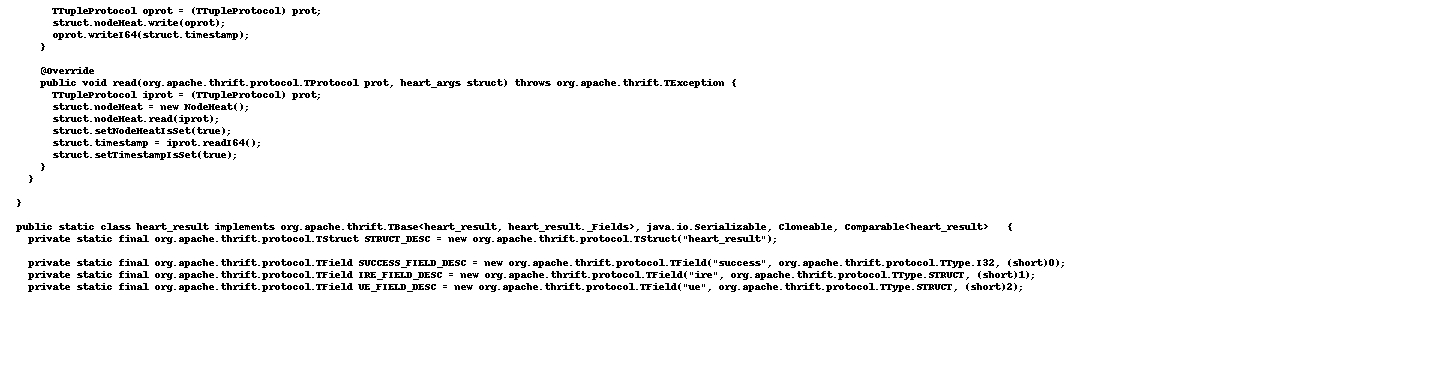 TTupleProtocol oprot = (TTupleProtocol) prot;
      struct.nodeHeat.write(oprot);
      oprot.writeI64(struct.timestamp);
    }

    @Override
    public void read(org.apache.thrift.protocol.TProtocol prot, heart_args struct) throws org.apache.thrift.TException {
      TTupleProtocol iprot = (TTupleProtocol) prot;
      struct.nodeHeat = new NodeHeat();
      struct.nodeHeat.read(iprot);
      struct.setNodeHeatIsSet(true);
      struct.timestamp = iprot.readI64();
      struct.setTimestampIsSet(true);
    }
  }

}

public static class heart_result implements org.apache.thrift.TBase<heart_result, heart_result._Fields>, java.io.Serializable, Cloneable, Comparable<heart_result>   {
  private static final org.apache.thrift.protocol.TStruct STRUCT_DESC = new org.apache.thrift.protocol.TStruct("heart_result");

  private static final org.apache.thrift.protocol.TField SUCCESS_FIELD_DESC = new org.apache.thrift.protocol.TField("success", org.apache.thrift.protocol.TType.I32, (short)0);
  private static final org.apache.thrift.protocol.TField IRE_FIELD_DESC = new org.apache.thrift.protocol.TField("ire", org.apache.thrift.protocol.TType.STRUCT, (short)1);
  private static final org.apache.thrift.protocol.TField UE_FIELD_DESC = new org.apache.thrift.protocol.TField("ue", org.apache.thrift.protocol.TType.STRUCT, (short)2);